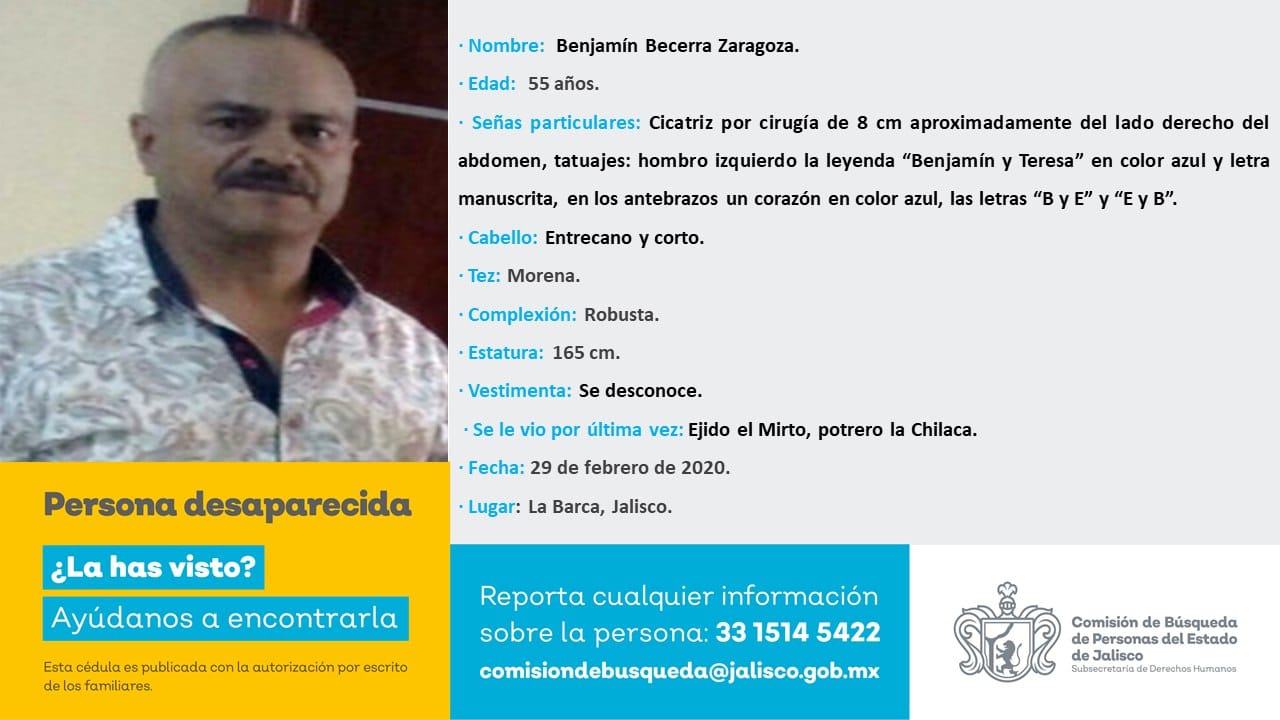 · Nombre: Benjamín Becerra Zaragoza.
· Edad: 55 años.
· Señas particulares: Cicatriz por cirugía de 8 cm aproximadamente del lado derecho del
abdomen, tatuajes: hombro izquierdo la leyenda “Benjamín y Teresa” en color azul y letra
manuscrita, en los antebrazos un corazón en color azul, las letras “B y E” y “E y B”.
· Cabello: Entrecano y corto.
· Tez: Morena.
· Complexión: Robusta.
· Estatura: 165 cm.
· Vestimenta: Se desconoce.
· Se le vio por última vez: Ejido el Mirto, potrero la Chilaca.
· Fecha: 29 de febrero de 2020.
· Lugar: La Barca, Jalisco.
Persona desaparecida
¿La has visto?
Ayúdanos a encontrarla
Esta cédula es publicada con la autorización por escrito
de los familiares.
Reporta cualquier información
sobre la persona: 33 1514 5422
comisiondebusqueda@jalisco.gob.mx
Comisión de Búsqueda
de Personas del Estado
de Jalisco
Subsecretaría de Derechos Humanos